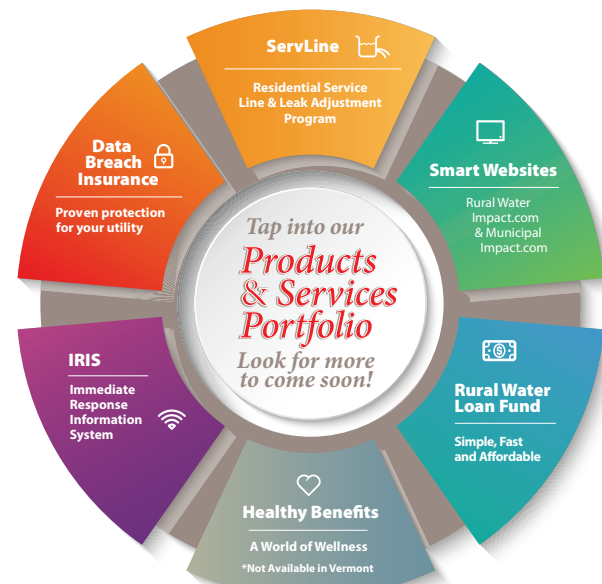 ServLine
Residential Service
Line & Leak Adjustment
Program
Smart Websites
Rural Water
Impact.com
& Municipal
Impact.com
Rural Water
Loan Fund
Simple, Fast
and Affordable
Healthy Benefits
A World of Wellness
*Not Available in Vermont
IRIS
Immediate
Response
Information
System
Data
Breach
Insurance
Proven protection
for your utility
Tap into our
Products
& Services
Portfolio
Look for more
to come soon!